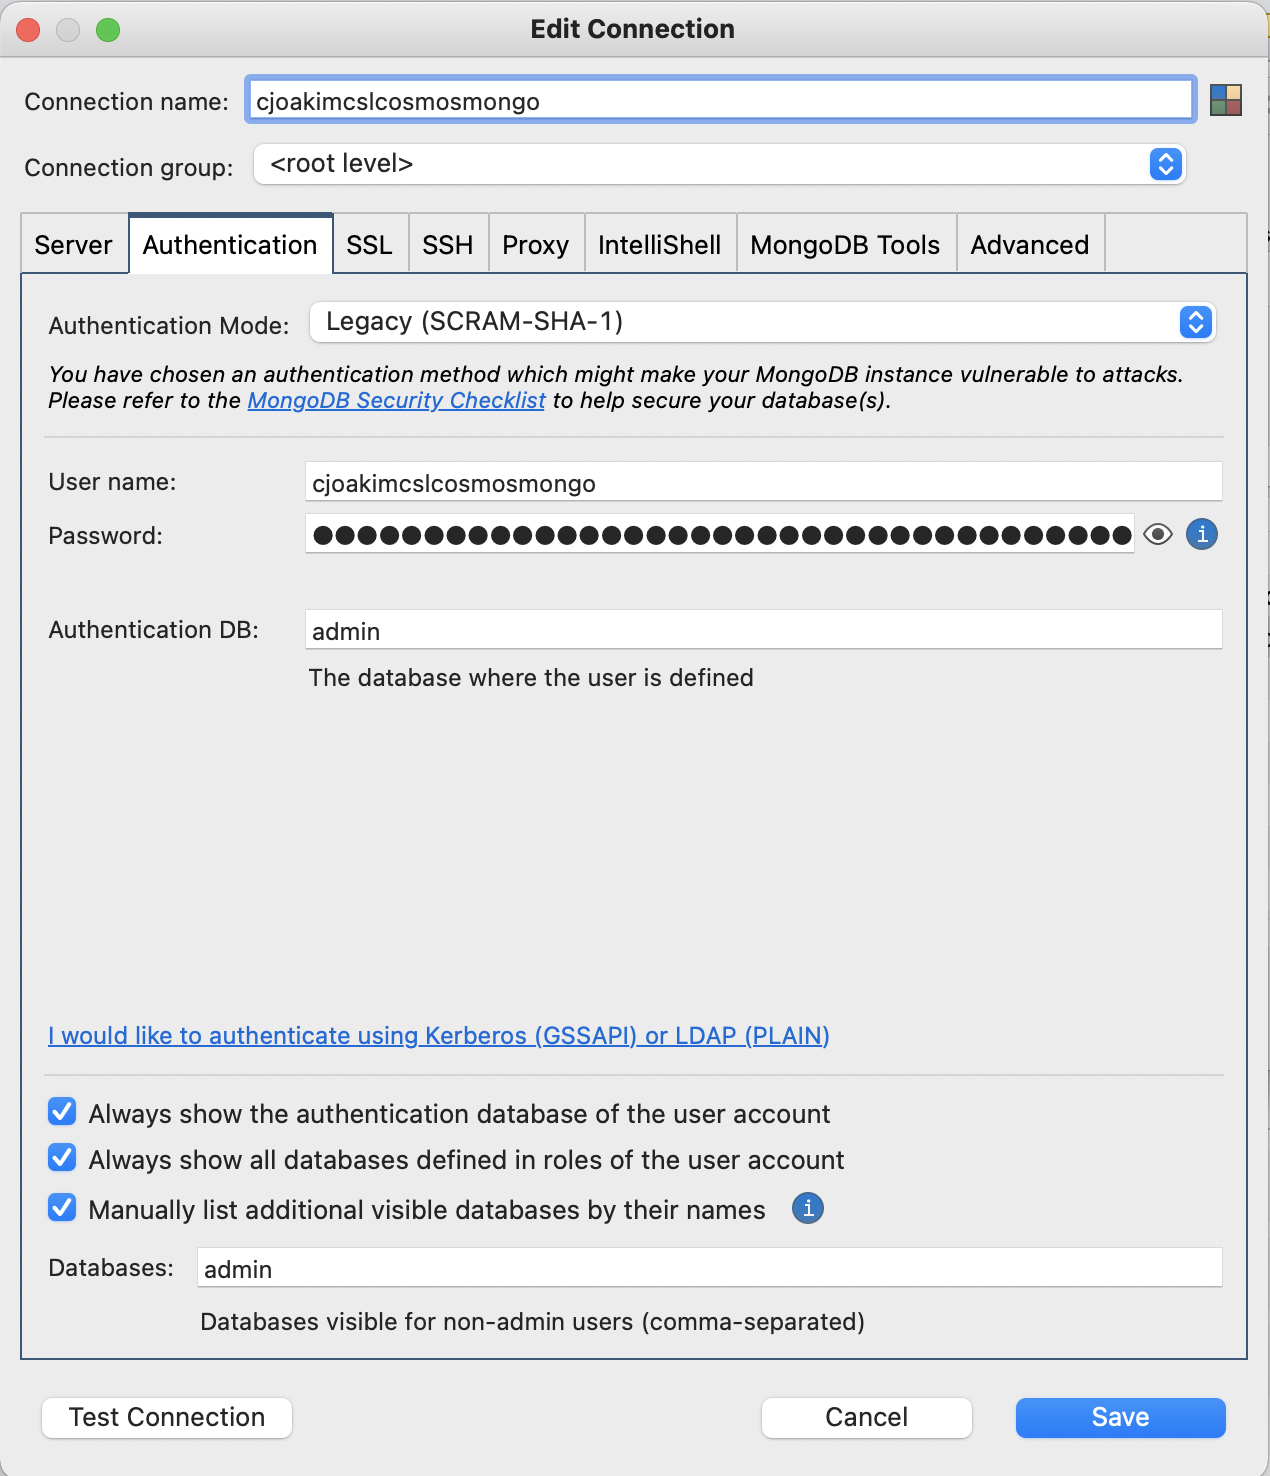 Edit Connection
Connection name: cjoakimcslcosmosmongo
Connection group: <root level>
Server Authentication SSL SSH Proxy IntelliShell MongoDB Tools Advanced
Authentication Mode: Legacy (SCRAM-SHA-1)
You have chosen an authentication method which might make your MongoDB instance vulnerable to attacks.
Please refer to the MongoDB Security Checklist to help secure your database(s).
User name: cjoakimcslcosmosmongo
Password: ●●●●●●●●●●●●●●●●●●●●●●●●●●●●●●●●●●●●●
Authentication DB: admin
The database where the user is defined
I would like to authenticate using Kerberos (GSSAPI) or LDAP (PLAIN)
Always show the authentication database of the user account
Always show all databases defined in roles of the user account
Manually list additional visible databases by their names
Databases: admin
Databases visible for non-admin users (comma-separated)
Test Connection Cancel Save